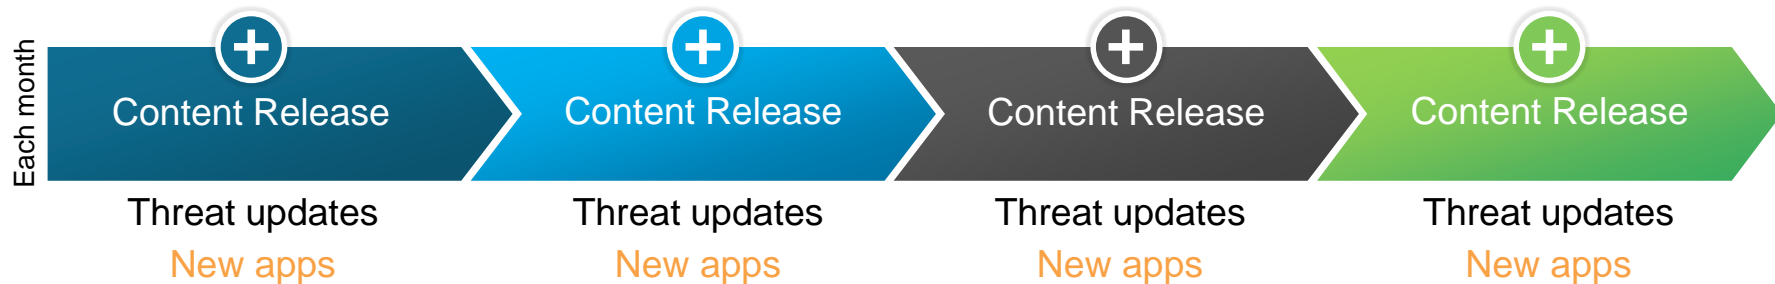 Each month
Content Release
Content Release
Content Release
Content Release
Threat updates
Threat updates
Threat updates
Threat updates
New apps
New apps
New apps
New apps